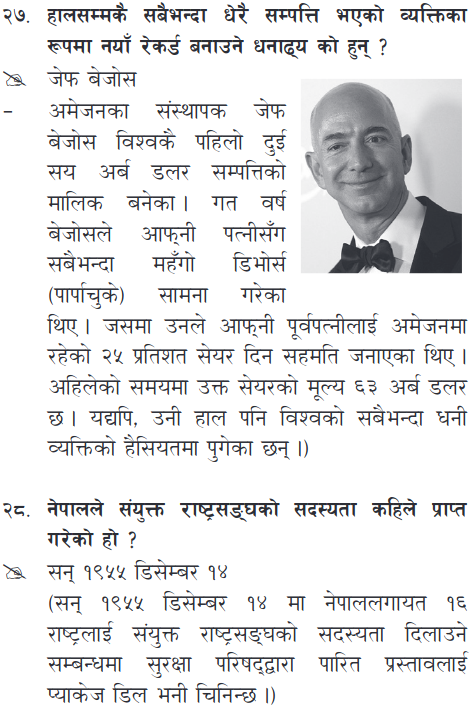 २७. हालसम्मकै सबैभन्दा धेरै सम्पत्ति भएको व्यक्तिका
रूपमा नयाँ रेकर्ड बनाउने धनाढ्य को हुन् ?
जेफ बेजोस
– अमेजनका संस्थापक जेफ
बेजोस विश्वकै पहिलो दुई
सय अर्ब डलर सम्पत्तिको
मालिक बनेका । गत वर्ष
बेजोसले आफ्नी पत्नीसँग
सबैभन्दा महँगो डिभोर्स
(पार्पाचुके) सामना गरेका
थिए । जसमा उनले आफ्नी पूर्वपत्नीलाई अमेजनमा
रहेको २५ प्रतिशत सेयर दिन सहमति जनाएका थिए ।
अहिलेको समयमा उक्त सेयरको मूल्य ६३ अर्ब डलर
छ । यद्यपि, उनी हाल पनि विश्वको सबैभन्दा धनी
व्यक्तिको हैसियतमा पुगेका छन् ।)
२८. नेपालले संयुक्त राष्ट्रसङ्घको सदस्यता कहिले प्राप्त
गरेको हो ?
सन् १९५५ डिसेम्बर १४
(सन् १९५५ डिसेम्बर १४ मा नेपाललगायत १६
राष्ट्रलाई संयुक्त राष्ट्रसङ्घको सदस्यता दिलाउने
सम्बन्धमा सुरक्षा परिषद्द्वारा पारित प्रस्तावलाई
प्याकेज डिल भनी चिनिन्छ ।)